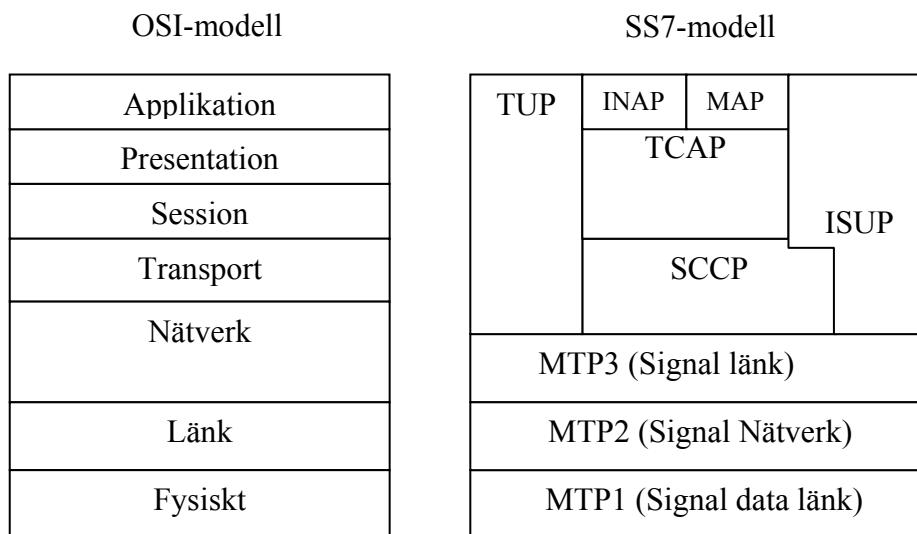 OSI-modell
SS7-modell
Applikation
Presentation
Session
Transport
Nätverk
Länk
Fysiskt
TUP
INAP
MAP
TCAP
ISUP
SCCP
MTP3 (Signal länk)
MTP2 (Signal Nätverk)
MTP1 (Signal data länk)